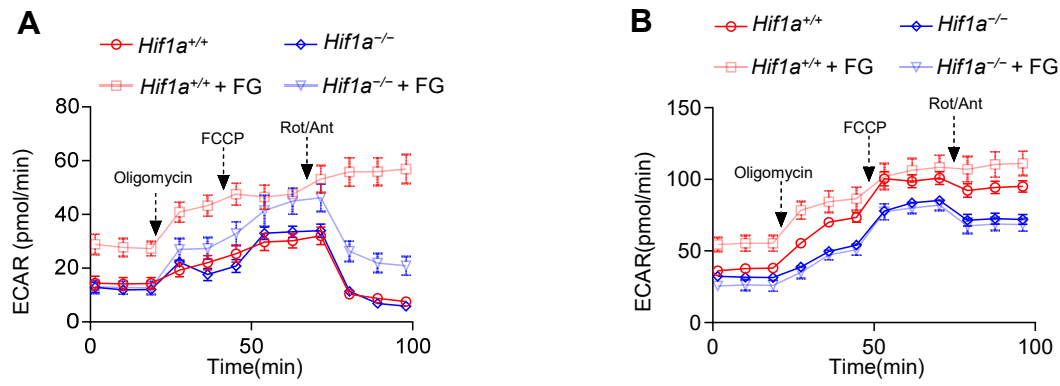 A
Hif1a+/+
Hif1a−/−
Hif1a+/+ + FG
Hif1a−/− + FG
80
60
40
20
0
ECAR (pmol/min)
Oligomycin
FCCP
Rot/Ant
0
50
100
Time(min)
B
Hif1a+/+
Hif1a−/−
Hif1a+/+ + FG
Hif1a−/− + FG
150
100
50
0
ECAR(pmol/min)
Oligomycin
FCCP
Rot/Ant
0
50
100
Time(min)